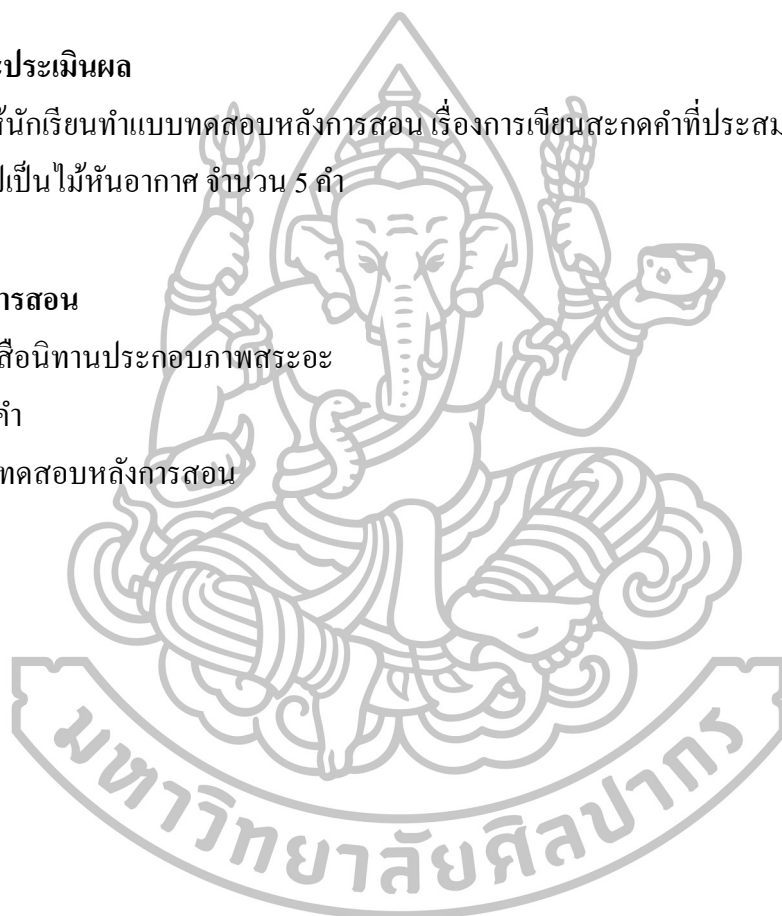 ะประเมินผล
ห้นักเรียนทำแบบทดสอบหลังการสอน เรื่องการเขียนสะกดคำที่ประสม
ปเป็นไม้หันอากาศ จำนวน 5 คำ
ารสอน
สือนิทานประกอบภาพสระอะ
คำ
ทดสอบหลังการสอน
มหาวิทยาลัยศิลปากร